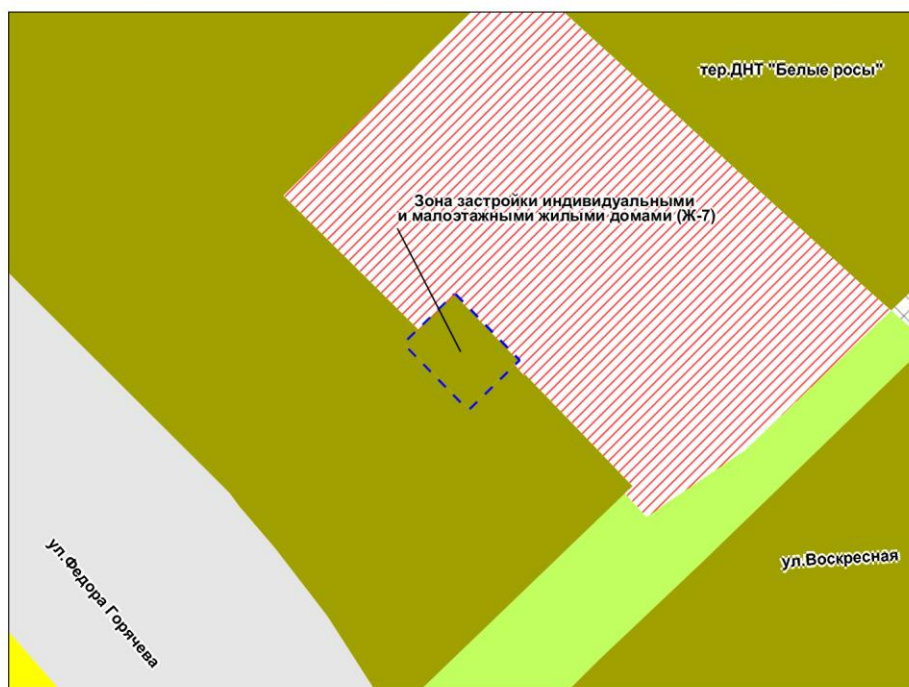 тер.ДНТ "Белые росы"
Зона застройки индивидуальными
и малоэтажными жилыми домами (Ж-7)
ул.Федора Горячева
ул.Воскресная